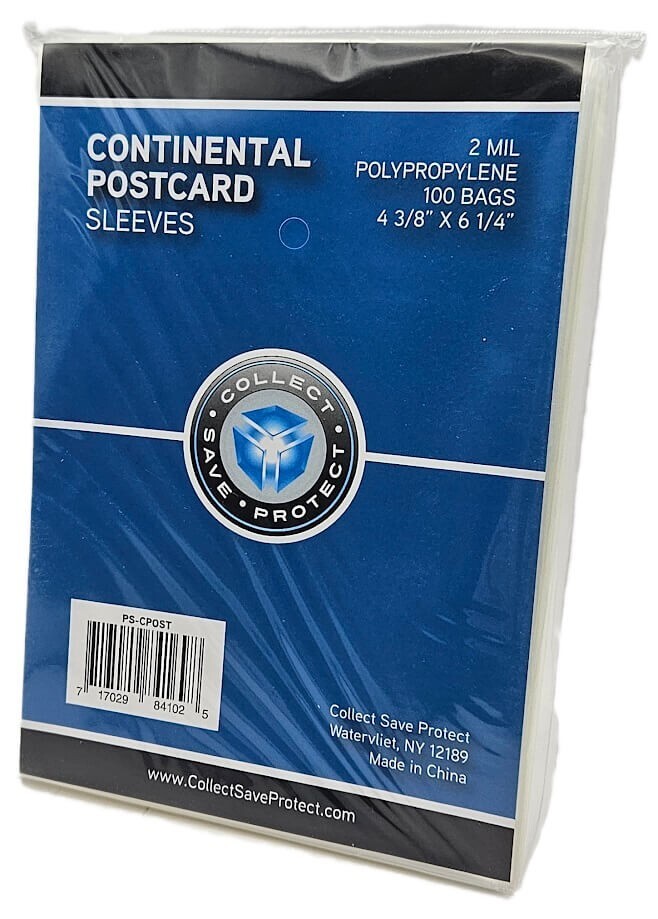 CONTINENTAL
POSTCARD
SLEEVES
2 MIL
POLYPROPYLENE
100 BAGS
4 3/8" X 6 1/4"
COLLECT • SAVE • PROTECT •
PS-CPOST
7 17029 84102 5
Collect Save Protect
Watervliet, NY 12189
Made in China
www.CollectSaveProtect.com